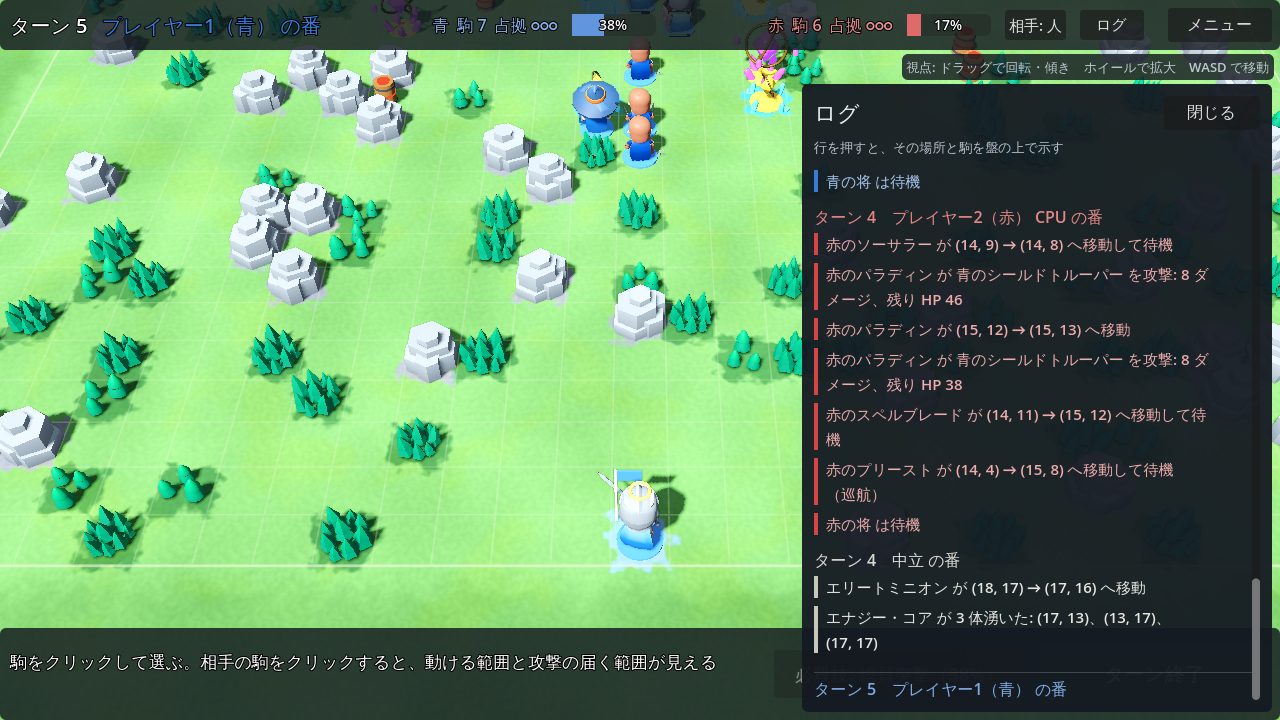 ターン 5 プレイヤー1（青） の番
青 駒 7 占拠 ○○○ 38%
赤 駒 6 占拠 ○○○ 17%
相手: 人
ログ
メニュー
視点: ドラッグで回転・傾き ホイールで拡大 WASD で移動
ログ
閉じる
行を押すと、その場所と駒を盤の上で示す
青の将 は待機
ターン 4 プレイヤー2（赤） CPU の番
赤のソーサラー が (14, 9) → (14, 8) へ移動して待機
赤のパラディン が 青のシールドトルーパー を攻撃: 8 ダ
メージ、残り HP 46
赤のパラディン が (15, 12) → (15, 13) へ移動
赤のパラディン が 青のシールドトルーパー を攻撃: 8 ダ
メージ、残り HP 38
赤のスペルブレード が (14, 11) → (15, 12) へ移動して待
機
赤のプリースト が (14, 4) → (15, 8) へ移動して待機
（巡航）
赤の将 は待機
ターン 4 中立 の番
エリートミニオン が (18, 17) → (17, 16) へ移動
エナジー・コア が 3 体湧いた: (17, 13)、(13, 17)、
(17, 17)
ターン 5 プレイヤー1（青） の番
駒をクリックして選ぶ。相手の駒をクリックすると、動ける範囲と攻撃の届く範囲が見える
ターン終了